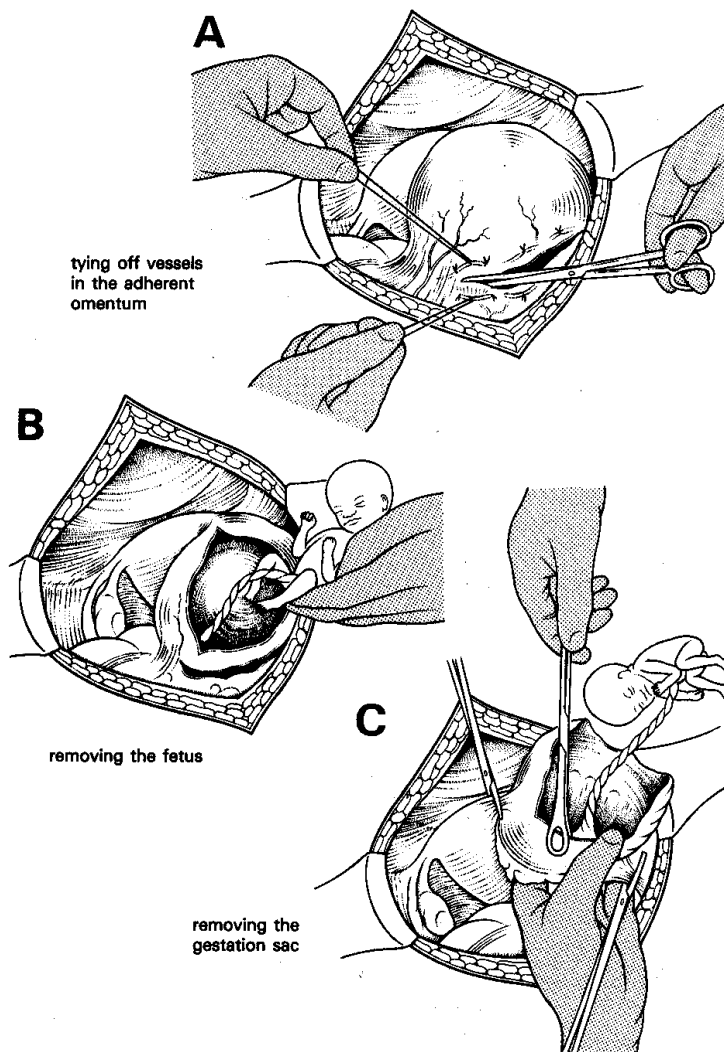 A
tying off vessels
in the adherent
omentum
B
removing the fetus
C
removing the
gestation sac